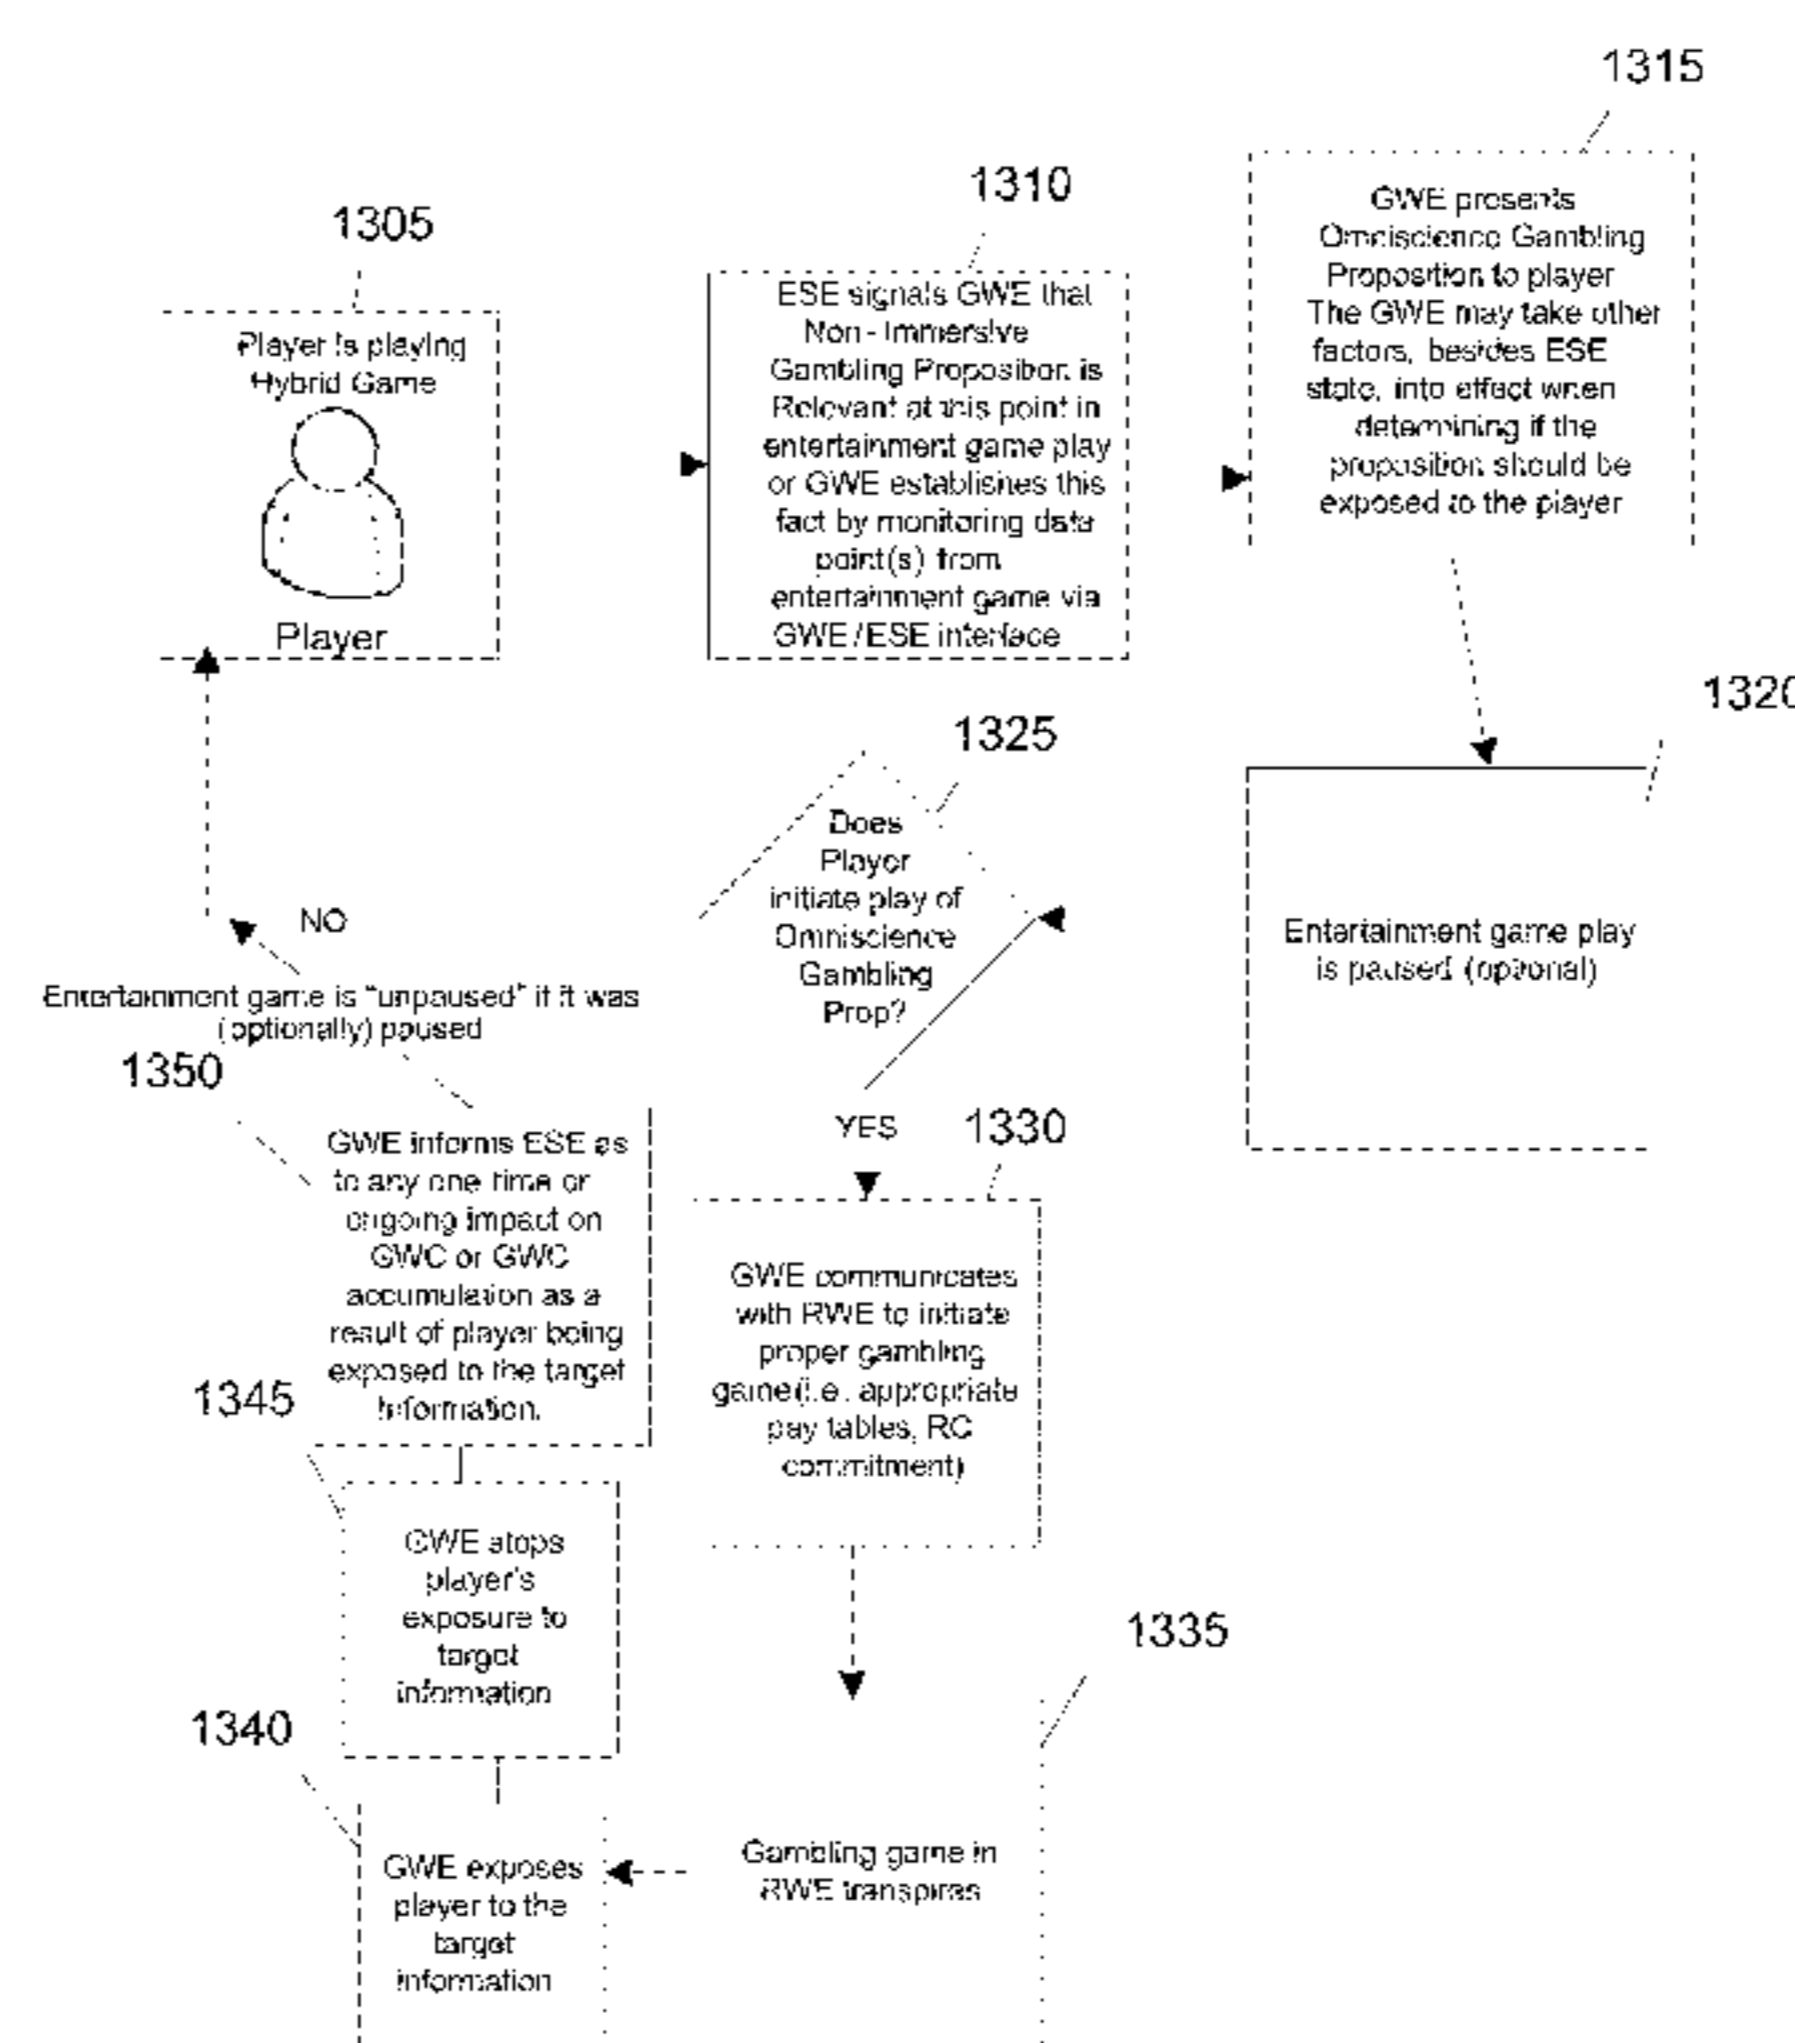 1305
Player is playing
Hybrid Game
Player
1310
ESE signals GWE that
Non-Immersive
Gambling Proposition is
Relevant at this point in
entertainment game play
or GWE establishes this
fact by monitoring data
point(s) from
entertainment game via
GWE/ESE interface
1315
GWE presents
Omniscience Gambling
Proposition to player
The GWE may take other
factors, besides ESE
state, into effect when
determining if the
proposition should be
exposed to the player
1320
Entertainment game play
is paused (optional)
1325
Does
Player
initiate play of
Omniscience
Gambling
Prop?
NO
Entertainment game is "unpaused" if it was
(optionally) paused
YES
1330
GWE communicates
with RWE to initiate
proper gambling
game(i.e. appropriate
pay tables, RC
commitment)
1335
Gambling game in
RWE transpires
1340
GWE exposes
player to the
target
information
1345
GWE stops
player's
exposure to
target
information
1350
GWE informs ESE as
to any one time or
ongoing impact on
GWC or GWC
accumulation as a
result of player being
exposed to the target
information.